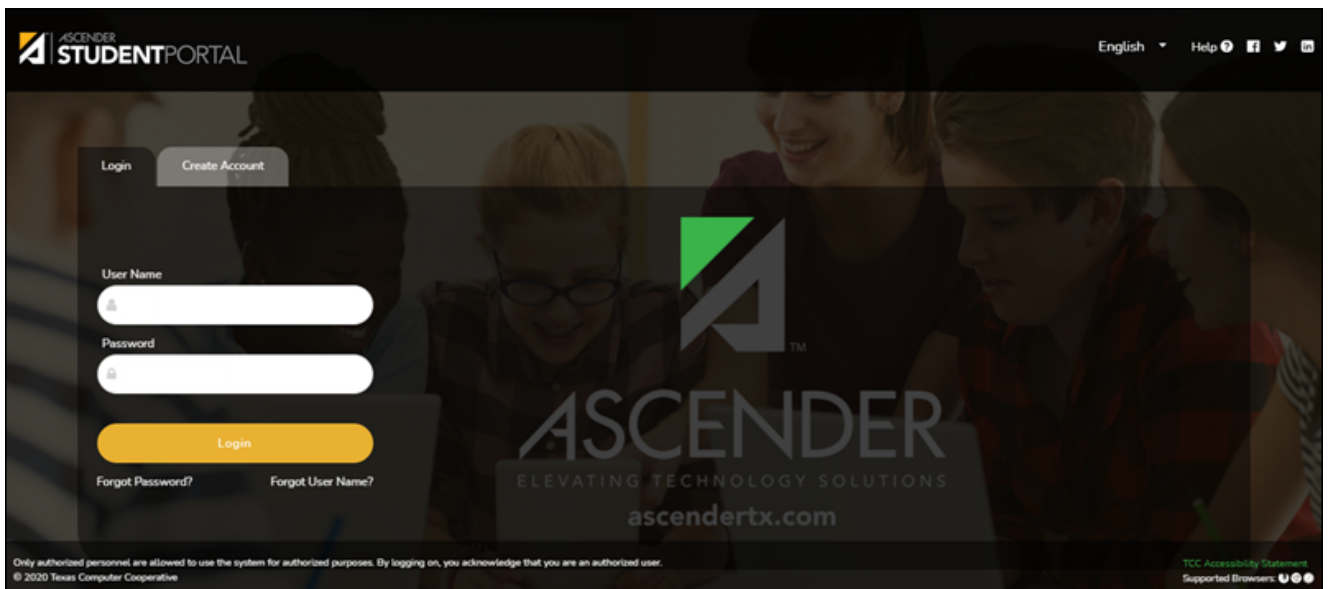 ASCENDER
STUDENTPORTAL
English
Help
Login
Create Account
User Name
Password
Login
Forgot Password?
Forgot User Name?
TM
ASCENDER
ELEVATING TECHNOLOGY SOLUTIONS
ascendertx.com
Only authorized personnel are allowed to use the system for authorized purposes. By logging on, you acknowledge that you are an authorized user.
© 2020 Texas Computer Cooperative
TCC Accessibility Statement
Supported Browsers: